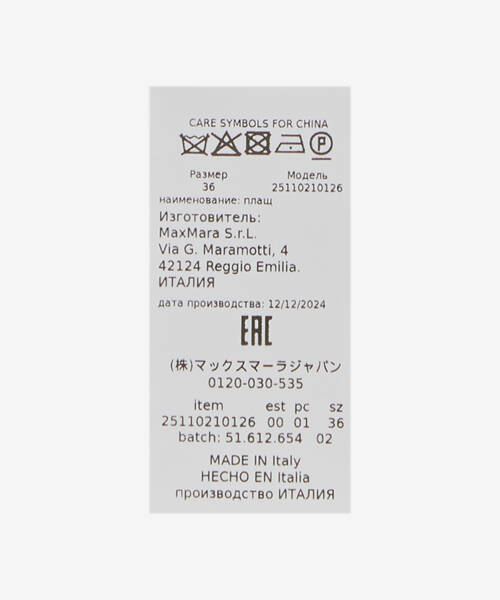 CARE SYMBOLS FOR CHINA
P
Размер Модель
36 25110210126
наименование: плащ
Изготовитель:
MaxMara S.r.L.
Via G. Maramotti, 4
42124 Reggio Emilia.
ИТАЛИЯ
дата производства: 12/12/2024
EAC
(株)マックスマーラジャパン
0120-030-535
item est pc sz
25110210126 00 01 36
batch: 51.612.654 02
MADE IN Italy
HECHO EN Italia
производство ИТАЛИЯ